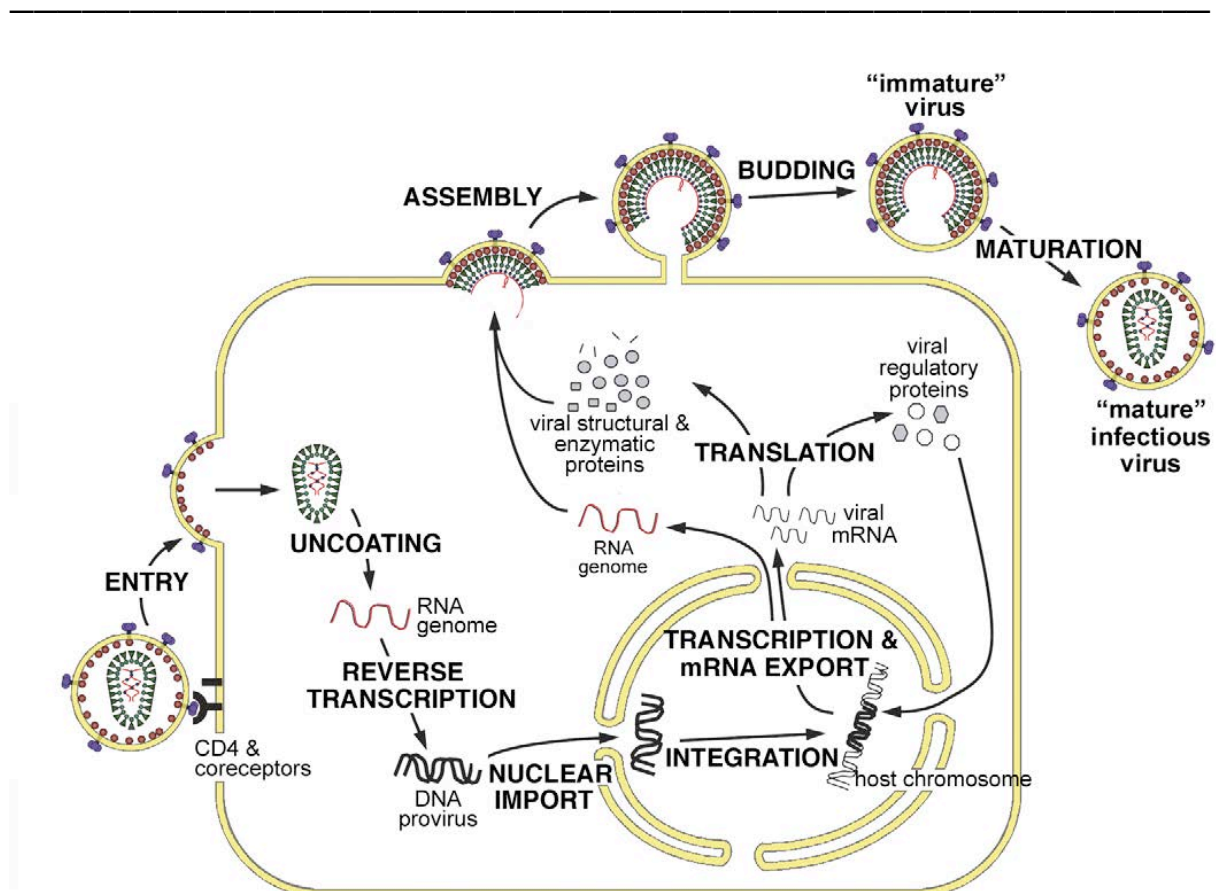 “immature”
virus
BUDDING
ASSEMBLY
MATURATION
“mature”
infectious
virus
viral
regulatory
proteins
viral structural &
enzymatic
proteins
TRANSLATION
viral
mRNA
RNA
genome
UNCOATING
ENTRY
RNA
genome
REVERSE
TRANSCRIPTION
TRANSCRIPTION &
mRNA EXPORT
CD4 &
coreceptors
DNA
provirus
NUCLEAR
IMPORT
INTEGRATION
host chromosome